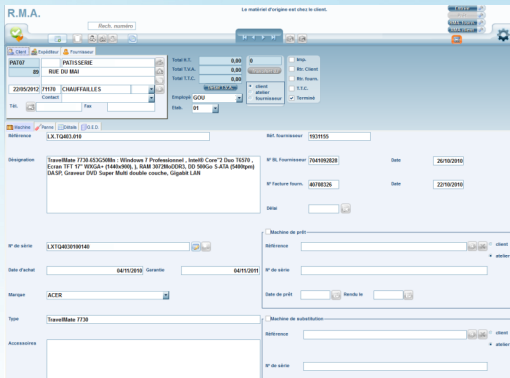 R.M.A.
Le matériel d'origine est chez le client.
Rech. numéro
Client Expéditeur Fournisseur
PAT07 PATISSERIE
89 RUE DU MAI
22/05/2012 71170 CHAUFFAILLES
Contact
Tél. Fax
Total H.T. 0,00 0
Total T.V.A. 0,00
Total T.T.C. 0,00
Employé GOU
Etat. 01
client
atelier
fournisseur
Imp.
Rtr. Client
Rtr. fourn.
T.T.C.
Terminé
Machine Panne Détails G.E.D.
Référence LX.TQ403.018
Réf. fournisseur 1931155
Désignation TravelMate 7730-653G50Mn : Windows 7 Professionnel , Intel® Core™2 Duo T6570 ,
Ecran TFT 17" WXGA+ (1440x900), ), RAM 3072MoDDR3, DD 500Go S-ATA (5400tpm)
DASP, Graveur DVD Super Multi double couche, Gigabit LAN
N° BL Fournisseur 7041092828 Date 26/10/2010
N° Facture fourn. 40708326 Date 22/10/2010
Délai
N° de série LXTQ4030100140
Date d'achat 04/11/2010 Garantie 04/11/2011
Marque ACER
Type TravelMate 7730
Accessoires
Machine de prêt
Référence client
atelier
N° de série
Date de prêt Rendu le
Machine de substitution
Référence client
atelier
N° de série